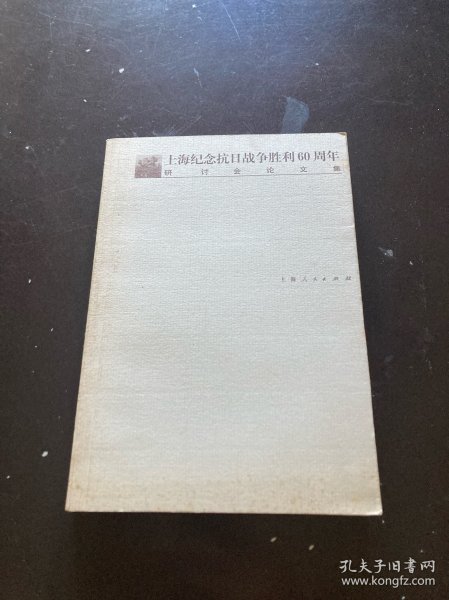 上海纪念抗日战争胜利60周年
研讨会论文集
上海人民出版社
孔夫子旧书网
www.kongfz.com